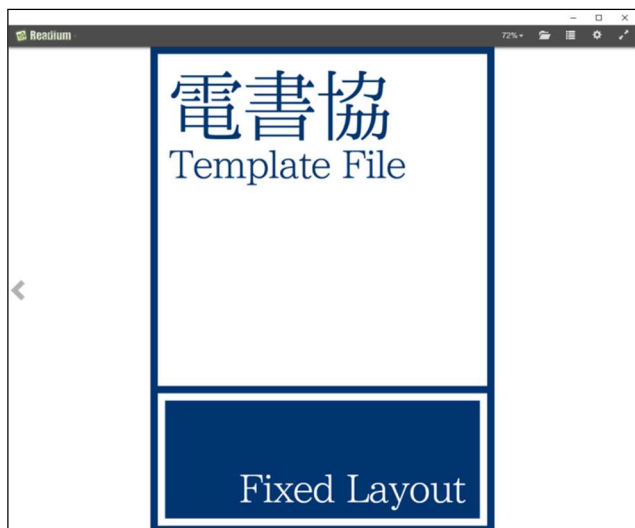 Readium
72%
電書協
Template File
Fixed Layout